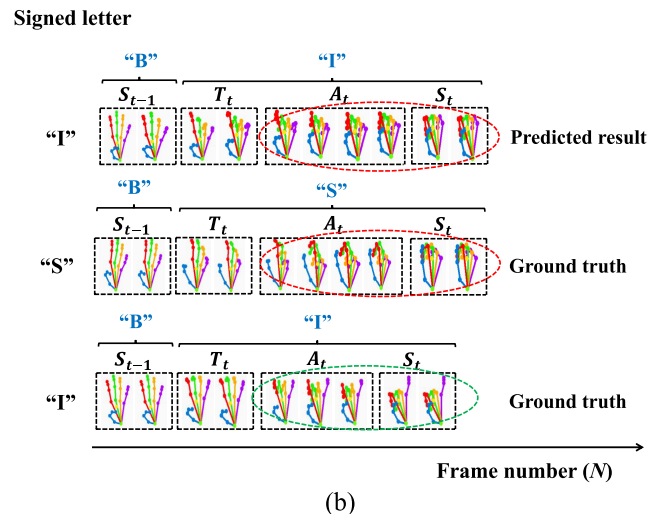 Signed letter
“B” “I”
S_{t−1} T_t A_t S_t
“I” Predicted result
“B” “S”
S_{t−1} T_t A_t S_t
“S” Ground truth
“B” “I”
S_{t−1} T_t A_t S_t
“I” Ground truth
Frame number (N)
(b)